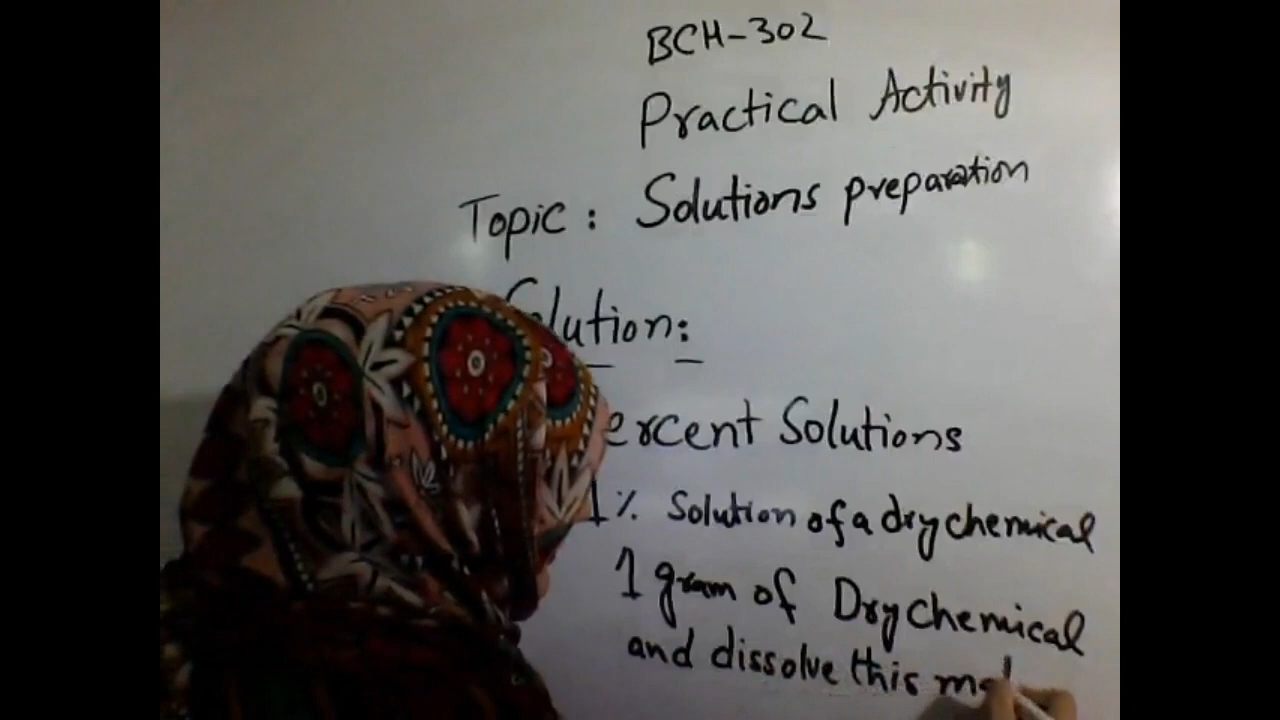 BCH-302
Practical Activity
Topic: Solutions preparation
Solution:
ercent Solutions
1% Solution of a dry chemical
1 gram of Dry Chemical
and dissolve this